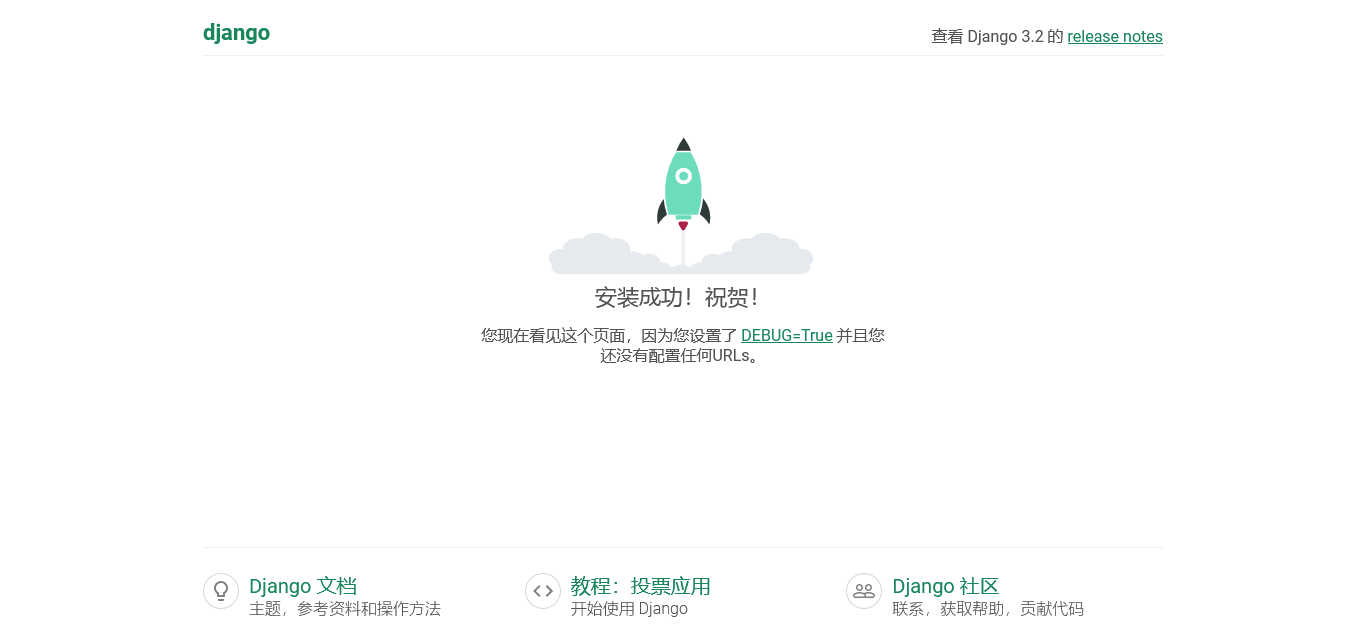 django
查看 Django 3.2 的 release notes
安装成功！祝贺！
您现在看见这个页面，因为您设置了 DEBUG=True 并且您
还没有配置任何URLs。
Django 文档
主题，参考资料和操作方法
教程：投票应用
开始使用 Django
Django 社区
联系，获取帮助，贡献代码